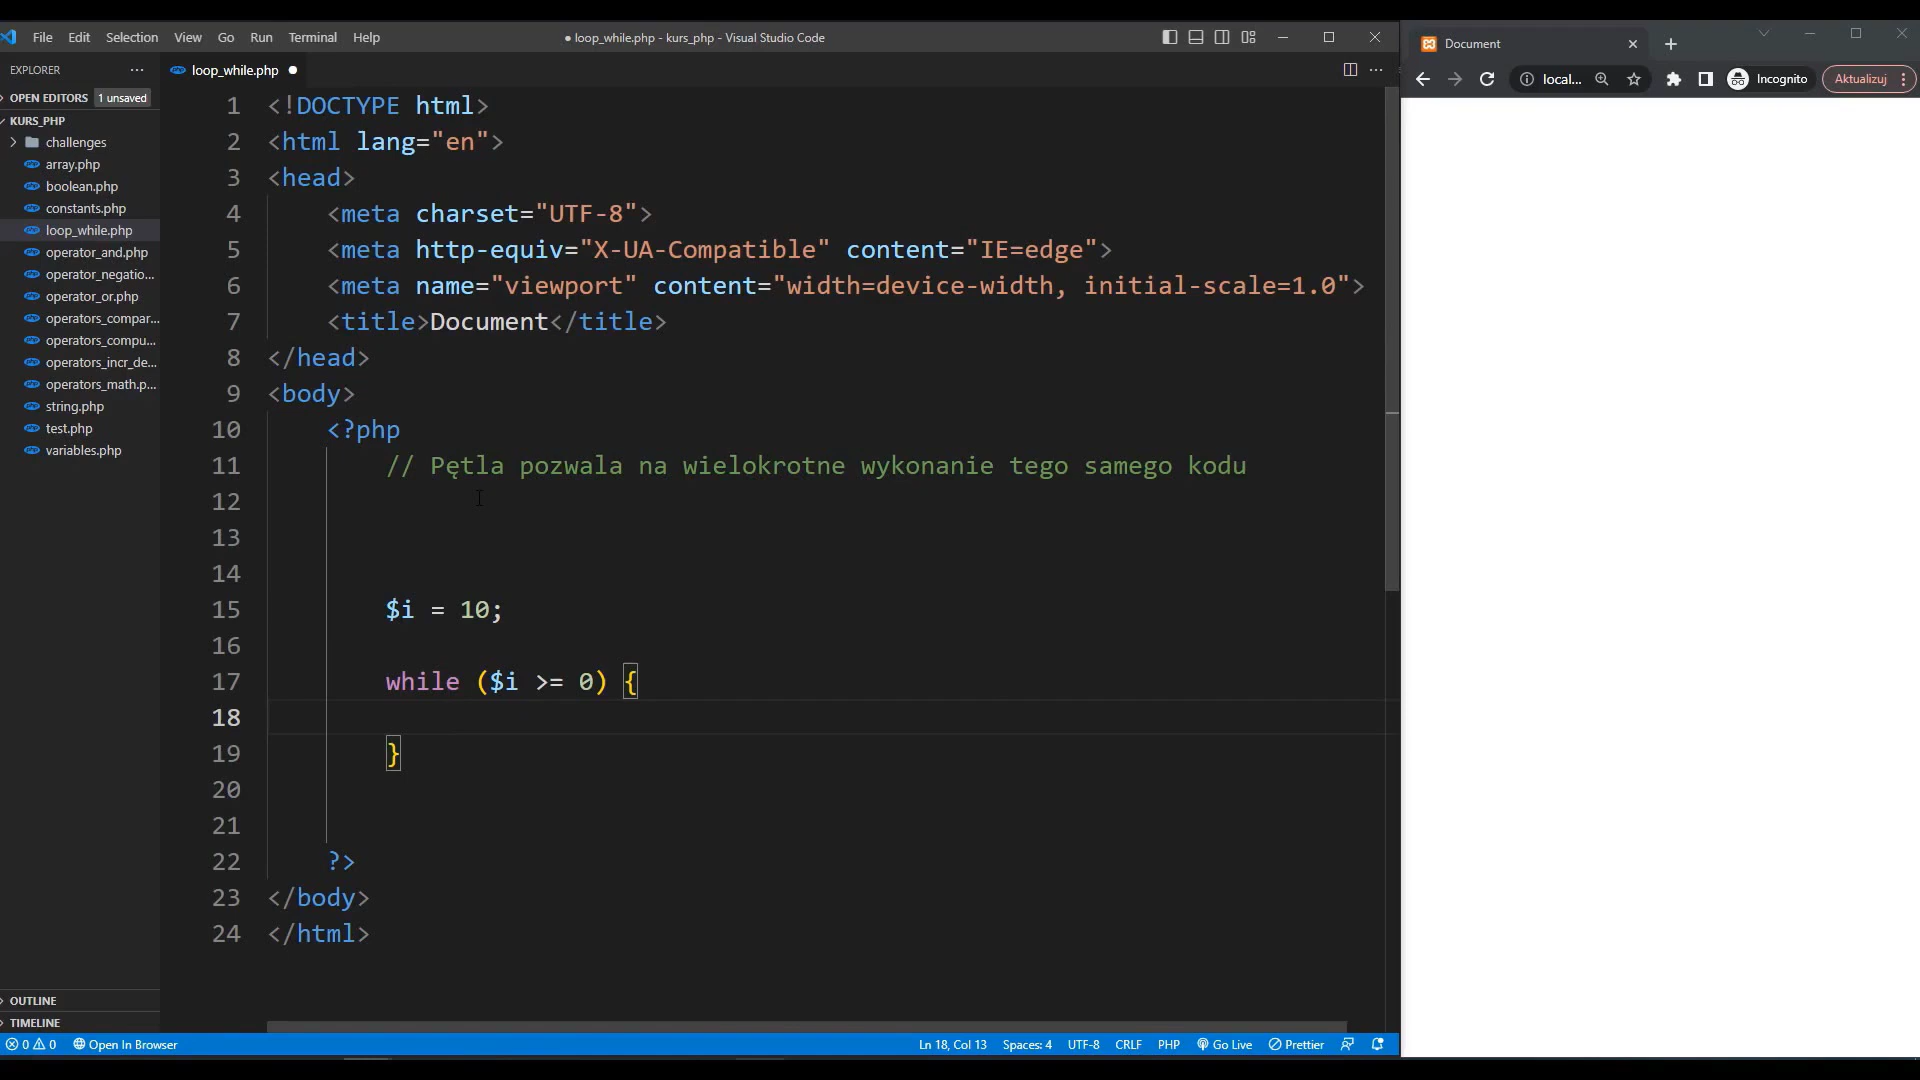 File Edit Selection View Go Run Terminal Help
● loop_while.php - kurs_php - Visual Studio Code
EXPLORER
OPEN EDITORS 1 unsaved
KURS_PHP
challenges
array.php
boolean.php
constants.php
loop_while.php
operator_and.php
operator_negatio...
operator_or.php
operators_compar...
operators_compu...
operators_incr_de...
operators_math.p...
string.php
test.php
variables.php
OUTLINE
TIMELINE
loop_while.php ●
1 <!DOCTYPE html>
2 <html lang="en">
3 <head>
4 <meta charset="UTF-8">
5 <meta http-equiv="X-UA-Compatible" content="IE=edge">
6 <meta name="viewport" content="width=device-width, initial-scale=1.0">
7 <title>Document</title>
8 </head>
9 <body>
10 <?php
11 // Pętla pozwala na wielokrotne wykonanie tego samego kodu
12
13
14
15 $i = 10;
16
17 while ($i >= 0) {
18
19 }
20
21
22 ?>
23 </body>
24 </html>
0 0 Open In Browser
Ln 18, Col 13 Spaces: 4 UTF-8 CRLF PHP Go Live Prettier
Document
local... Incognito Aktualizuj